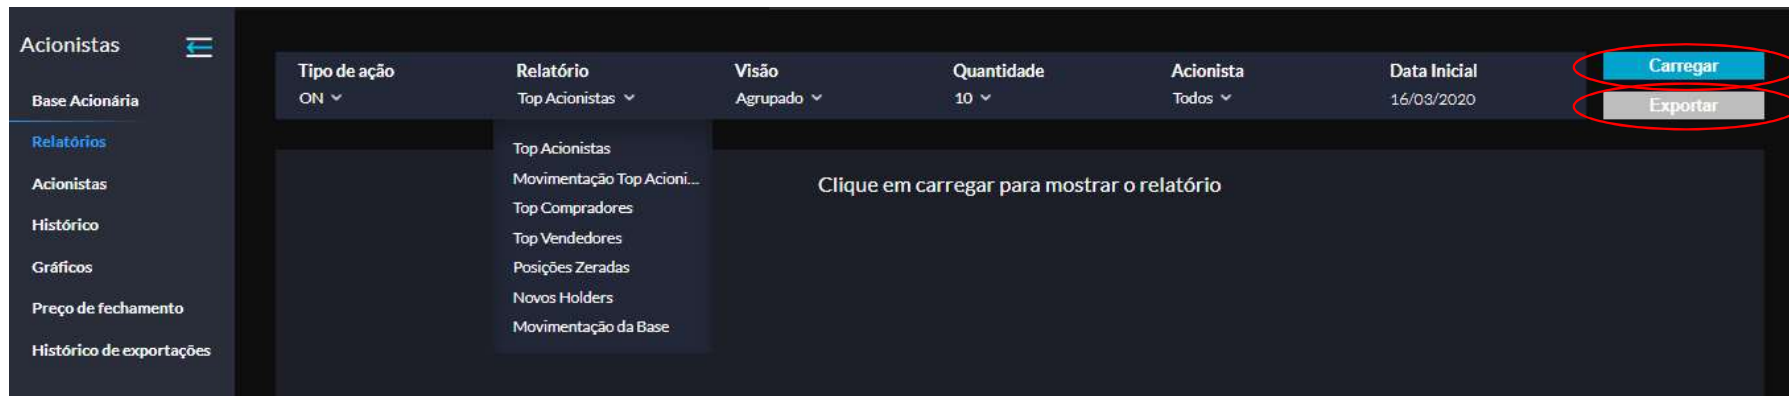 Acionistas
Base Acionária
Relatórios
Acionistas
Histórico
Gráficos
Preço de fechamento
Histórico de exportações
Tipo de ação Relatório Visão Quantidade Acionista Data Inicial
ON Top Acionistas Agrupado 10 Todos 16/03/2020
Carregar
Exportar
Top Acionistas
Movimentação Top Acioni...
Top Compradores
Top Vendedores
Posições Zeradas
Novos Holders
Movimentação da Base
Clique em carregar para mostrar o relatório